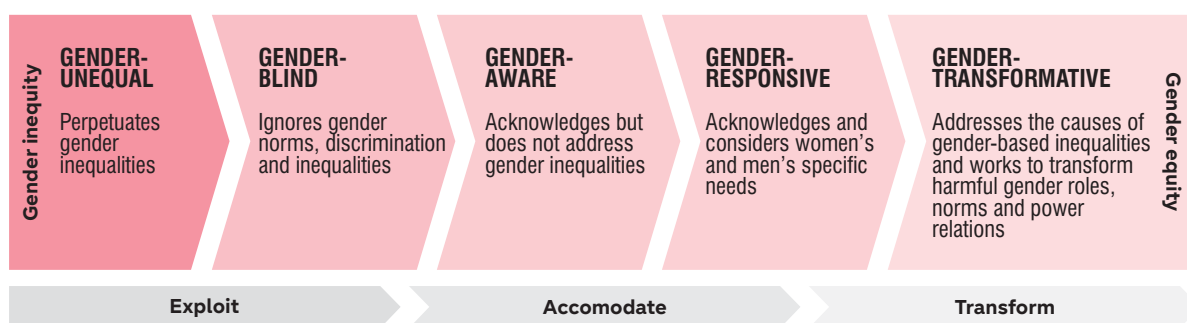 Gender inequity
GENDER-
UNEQUAL
Perpetuates
gender
inequalities
GENDER-
BLIND
Ignores gender
norms, discrimination
and inequalities
GENDER-
AWARE
Acknowledges but
does not address
gender inequalities
GENDER-
RESPONSIVE
Acknowledges and
considers women’s
and men’s specific
needs
GENDER-
TRANSFORMATIVE
Addresses the causes of
gender-based inequalities
and works to transform
harmful gender roles,
norms and power
relations
Gender equity
Exploit
Accomodate
Transform